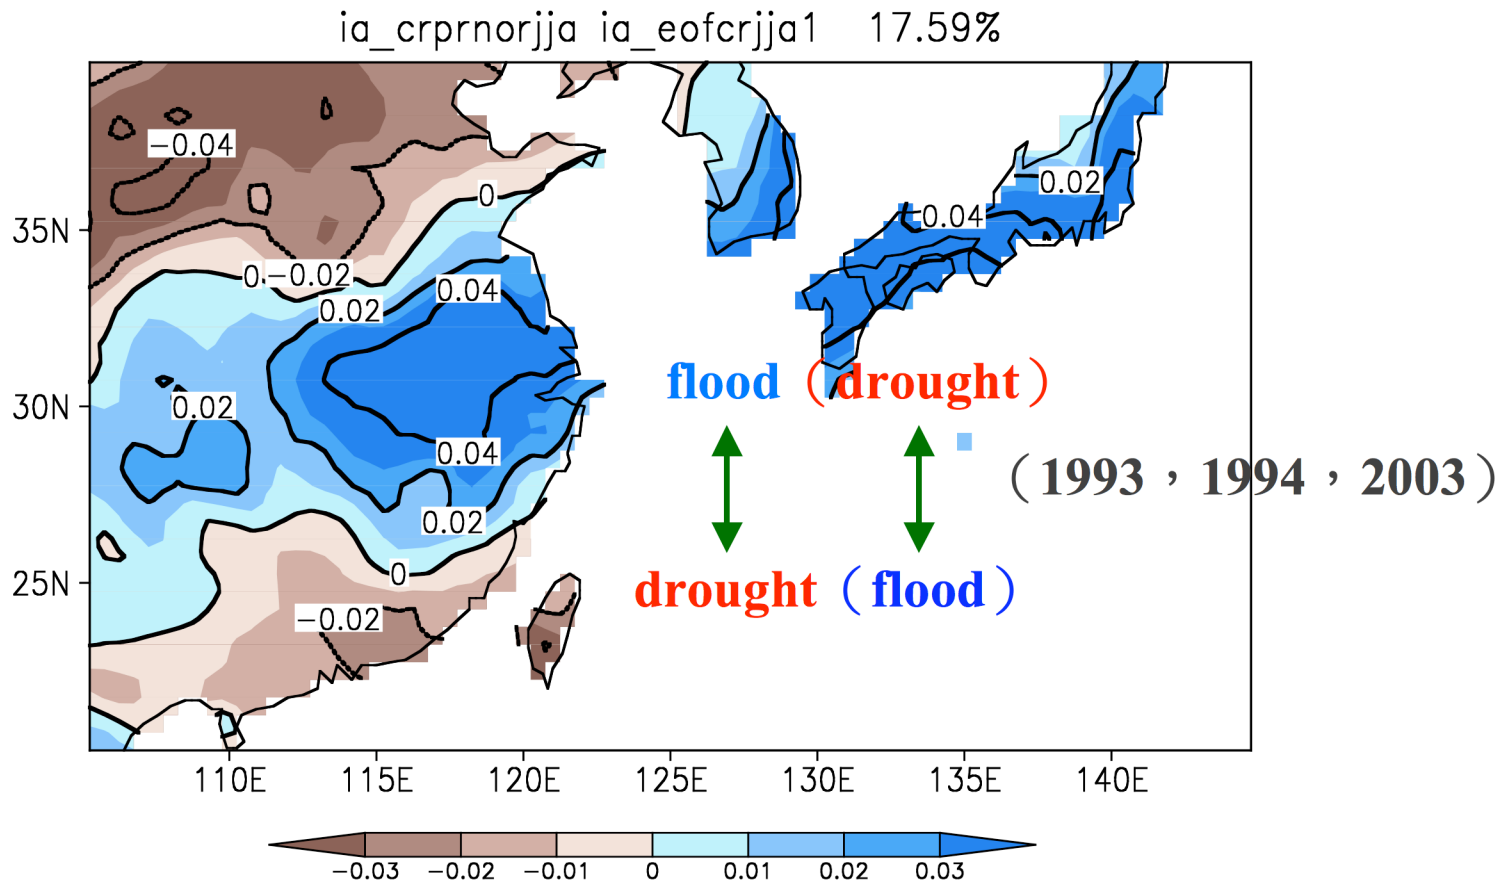 ia_crprnorjja ia_eofcrjja1 17.59%
−0.04
0
0.02
35N
−0.04
0 −0.02
0.02
0.04
30N
0.02
flood（drought）
0.04
（1993，1994，2003）
0.02
25N
0
drought（flood）
−0.02
110E 115E 120E 125E 130E 135E 140E
−0.03 −0.02 −0.01 0 0.01 0.02 0.03